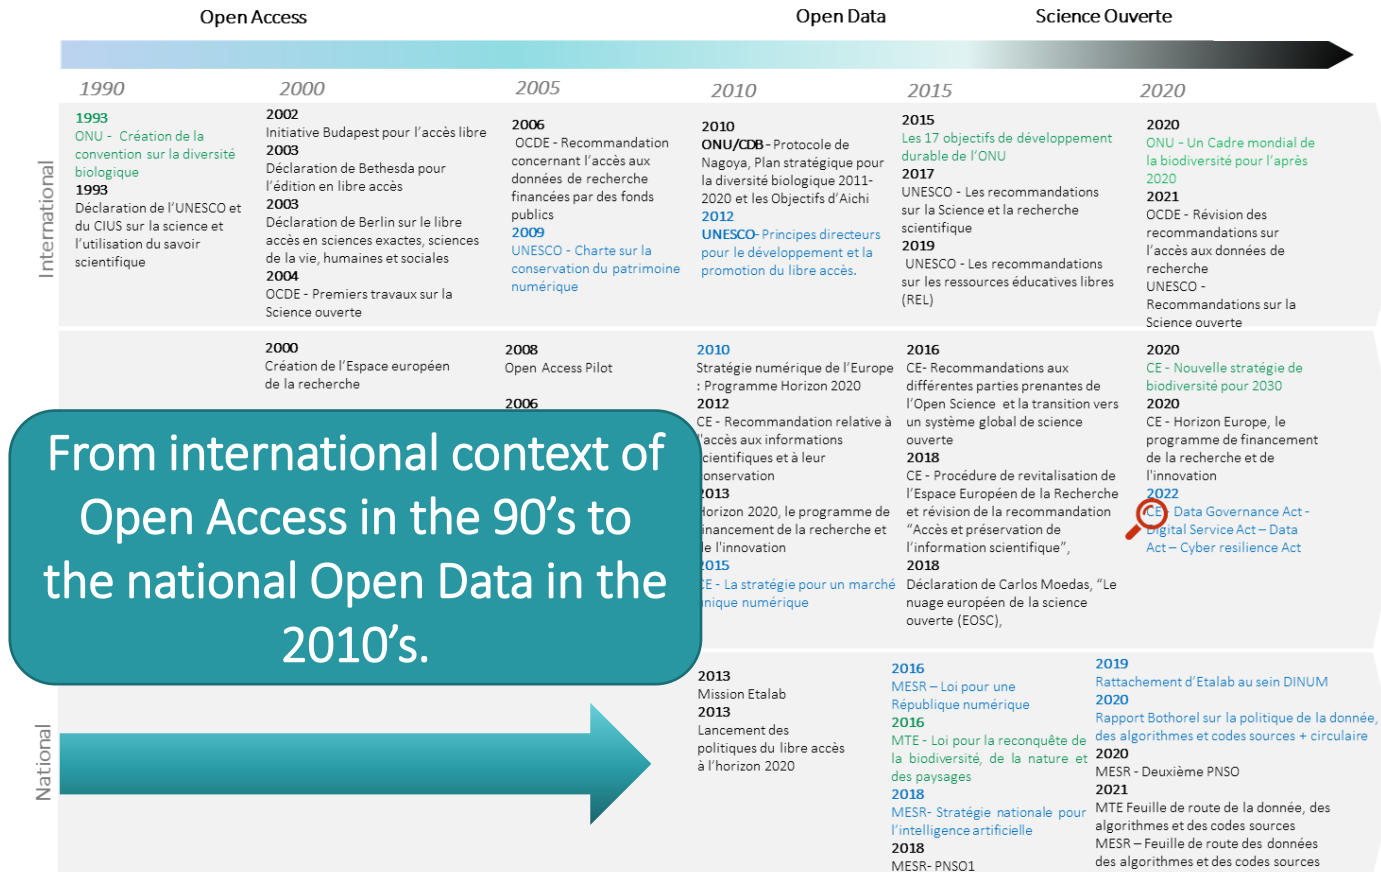 Open Access
Open Data
Science Ouverte
1990
2000
2005
2010
2015
2020
International
1993
ONU - Création de la
convention sur la diversité
biologique
1993
Déclaration de l’UNESCO et
du CIUS sur la science et
l’utilisation du savoir
scientifique
2002
Initiative Budapest pour l’accès libre
2003
Déclaration de Bethesda pour
l’édition en libre accès
2003
Déclaration de Berlin sur le libre
accès en sciences exactes, sciences
de la vie, humaines et sociales
2004
OCDE - Premiers travaux sur la
Science ouverte
2006
OCDE - Recommandation
concernant l’accès aux
données de recherche
financées par des fonds
publics
2009
UNESCO - Charte sur la
conservation du patrimoine
numérique
2010
ONU/CDB - Protocole de
Nagoya, Plan stratégique pour
la diversité biologique 2011-
2020 et les Objectifs d’Aichi
2012
UNESCO- Principes directeurs
pour le développement et la
promotion du libre accès.
2015
Les 17 objectifs de développement
durable de l’ONU
2017
UNESCO - Les recommandations
sur la Science et la recherche
scientifique
2019
UNESCO - Les recommandations
sur les ressources éducatives libres
(REL)
2020
ONU - Un Cadre mondial de
la biodiversité pour l’après
2020
2021
OCDE - Révision des
recommandations sur
l’accès aux données de
recherche
UNESCO -
Recommandations sur la
Science ouverte
2000
Création de l’Espace européen
de la recherche
2008
Open Access Pilot
2006
2010
Stratégie numérique de l’Europe
: Programme Horizon 2020
2012
CE - Recommandation relative à
l'accès aux informations
scientifiques et à leur
conservation
2013
Horizon 2020, le programme de
financement de la recherche et
de l'innovation
2015
CE - La stratégie pour un marché
unique numérique
2016
CE- Recommandations aux
différentes parties prenantes de
l’Open Science et la transition vers
un système global de science
ouverte
2018
CE - Procédure de revitalisation de
l’Espace Européen de la Recherche
et révision de la recommandation
“Accès et préservation de
l’information scientifique”,
2018
Déclaration de Carlos Moedas, “Le
nuage européen de la science
ouverte (EOSC),
2020
CE - Nouvelle stratégie de
biodiversité pour 2030
2020
CE - Horizon Europe, le
programme de financement
de la recherche et de
l'innovation
2022
CE - Data Governance Act -
Digital Service Act – Data
Act – Cyber resilience Act
From international context of
Open Access in the 90’s to
the national Open Data in the
2010’s.
National
2013
Mission Etalab
2013
Lancement des
politiques du libre accès
à l’horizon 2020
2016
MESR – Loi pour une
République numérique
2016
MTE - Loi pour la reconquête de
la biodiversité, de la nature et
des paysages
2018
MESR- Stratégie nationale pour
l’intelligence artificielle
2018
MESR- PNSO1
2019
Rattachement d’Etalab au sein DINUM
2020
Rapport Bothorel sur la politique de la donnée,
des algorithmes et codes sources + circulaire
2020
MESR - Deuxième PNSO
2021
MTE Feuille de route de la donnée, des
algorithmes et des codes sources
MESR – Feuille de route des données
des algorithmes et des codes sources